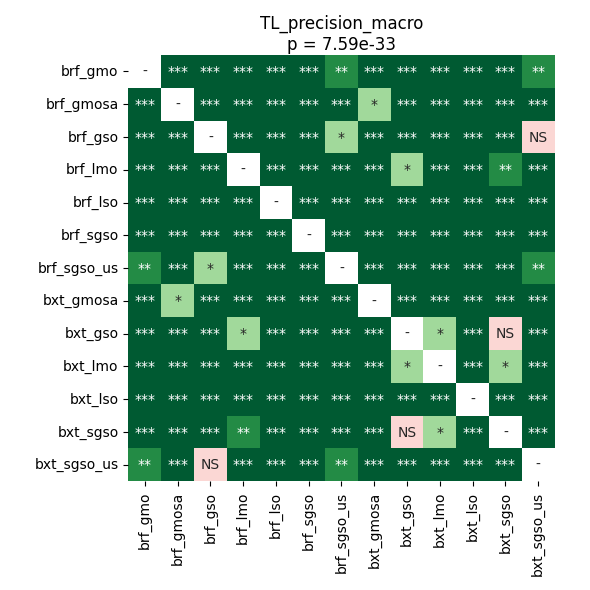 TL_precision_macro
p = 7.59e-33
brf_gmo - *** *** *** *** *** ** *** *** *** *** *** **
brf_gmosa *** - *** *** *** *** *** * *** *** *** *** ***
brf_gso *** *** - *** *** *** * *** *** *** *** *** NS
brf_lmo *** *** *** - *** *** *** *** * *** *** ** ***
brf_lso *** *** *** *** - *** *** *** *** *** *** *** ***
brf_sgso *** *** *** *** *** - *** *** *** *** *** *** ***
brf_sgso_us ** *** * *** *** *** - *** *** *** *** *** **
bxt_gmosa *** * *** *** *** *** *** - *** *** *** *** ***
bxt_gso *** *** *** * *** *** *** *** - * *** NS ***
bxt_lmo *** *** *** *** *** *** *** *** * - *** * ***
bxt_lso *** *** *** *** *** *** *** *** *** *** - *** ***
bxt_sgso *** *** *** ** *** *** *** *** NS * *** - ***
bxt_sgso_us ** *** NS *** *** *** ** *** *** *** *** *** -
brf_gmo brf_gmosa brf_gso brf_lmo brf_lso brf_sgso brf_sgso_us bxt_gmosa bxt_gso bxt_lmo bxt_lso bxt_sgso bxt_sgso_us